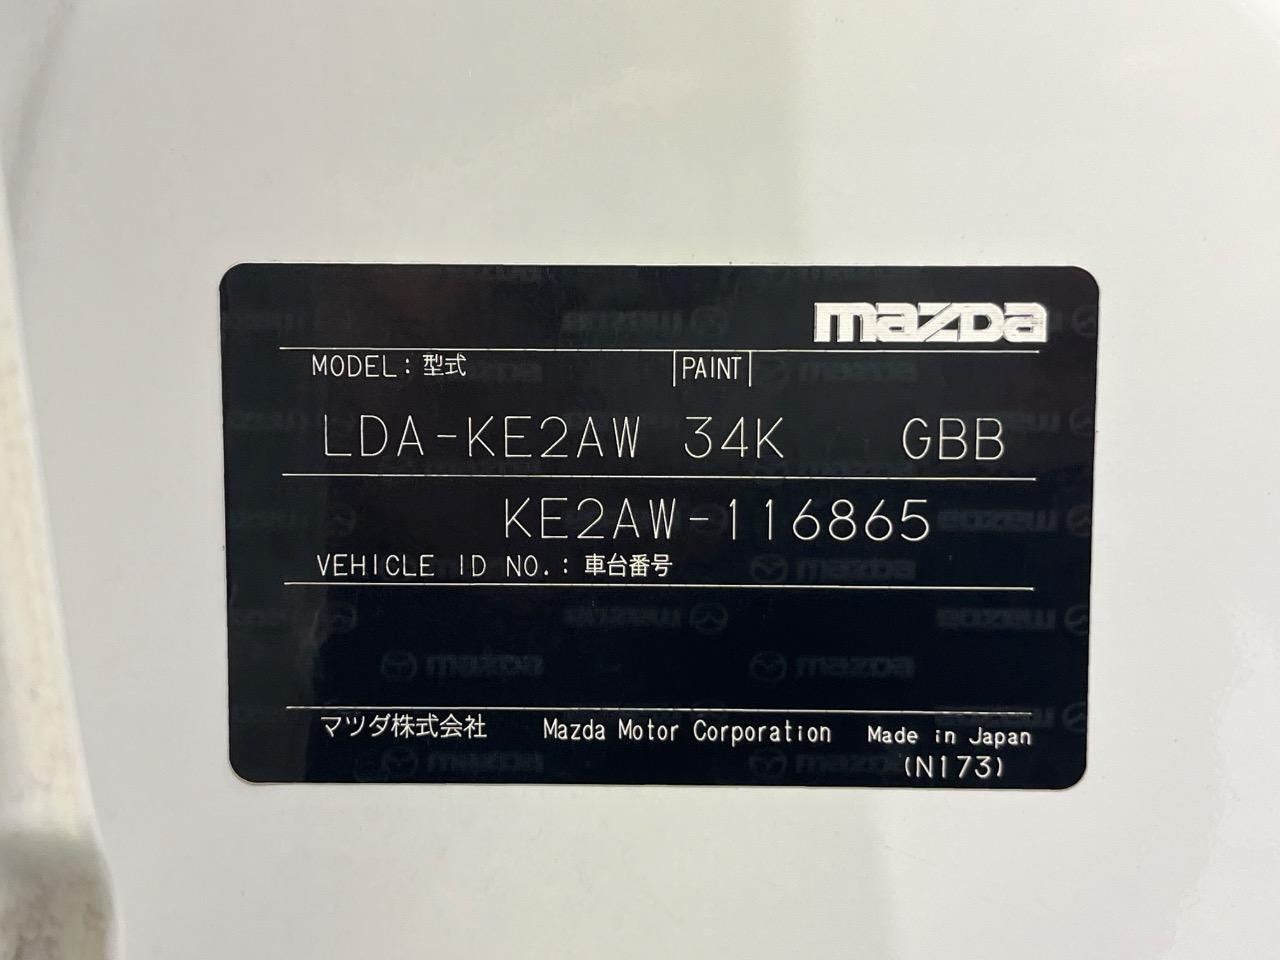 mazda
MODEL: 型式 PAINT
LDA-KE2AW 34K GBB
KE2AW-116865
VEHICLE ID NO.: 車台番号
マツダ株式会社 Mazda Motor Corporation Made in Japan
(N173)